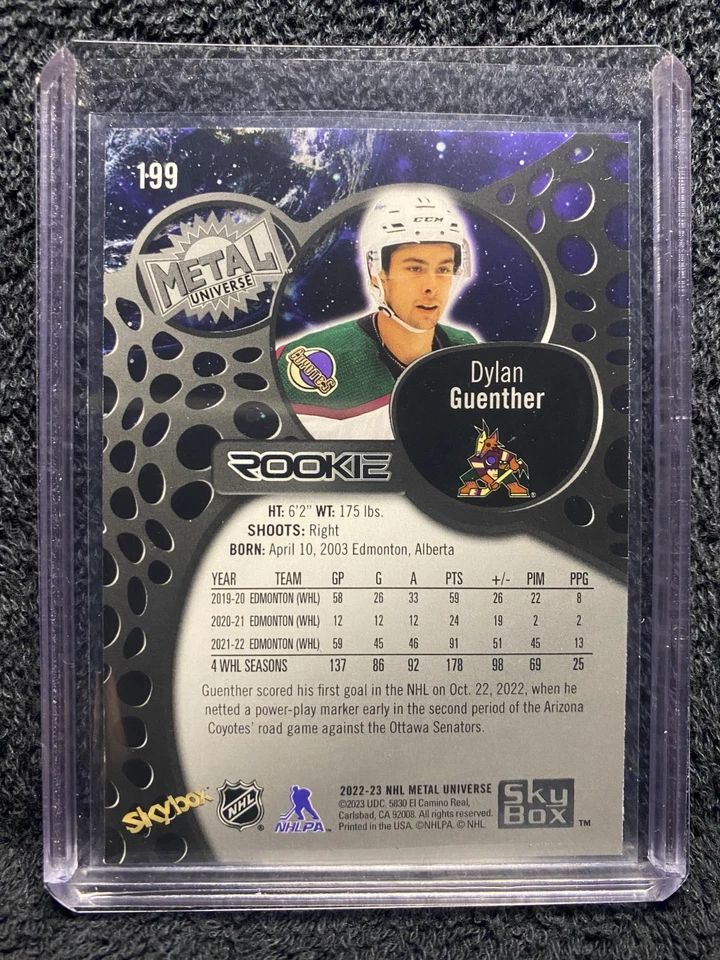 199
METAL
UNIVERSE
11
CCM
COYOTES
Dylan
Guenther
ROOKIE
HT: 6'2" WT: 175 lbs.
SHOOTS: Right
BORN: April 10, 2003 Edmonton, Alberta
YEAR TEAM GP G A PTS +/- PIM PPG
2019-20 EDMONTON (WHL) 58 26 33 59 26 22 8
2020-21 EDMONTON (WHL) 12 12 12 24 19 2 2
2021-22 EDMONTON (WHL) 59 45 46 91 51 45 13
4 WHL SEASONS 137 86 92 178 98 69 25
Guenther scored his first goal in the NHL on Oct. 22, 2022, when he
netted a power-play marker early in the second period of the Arizona
Coyotes' road game against the Ottawa Senators.
skybox
NHL
®
NHLPA
2022-23 NHL METAL UNIVERSE
©2023 UDC. 5830 El Camino Real,
Carlsbad, CA 92008. All rights reserved.
Printed in the USA. ©NHLPA. © NHL.
Sky
Box ™